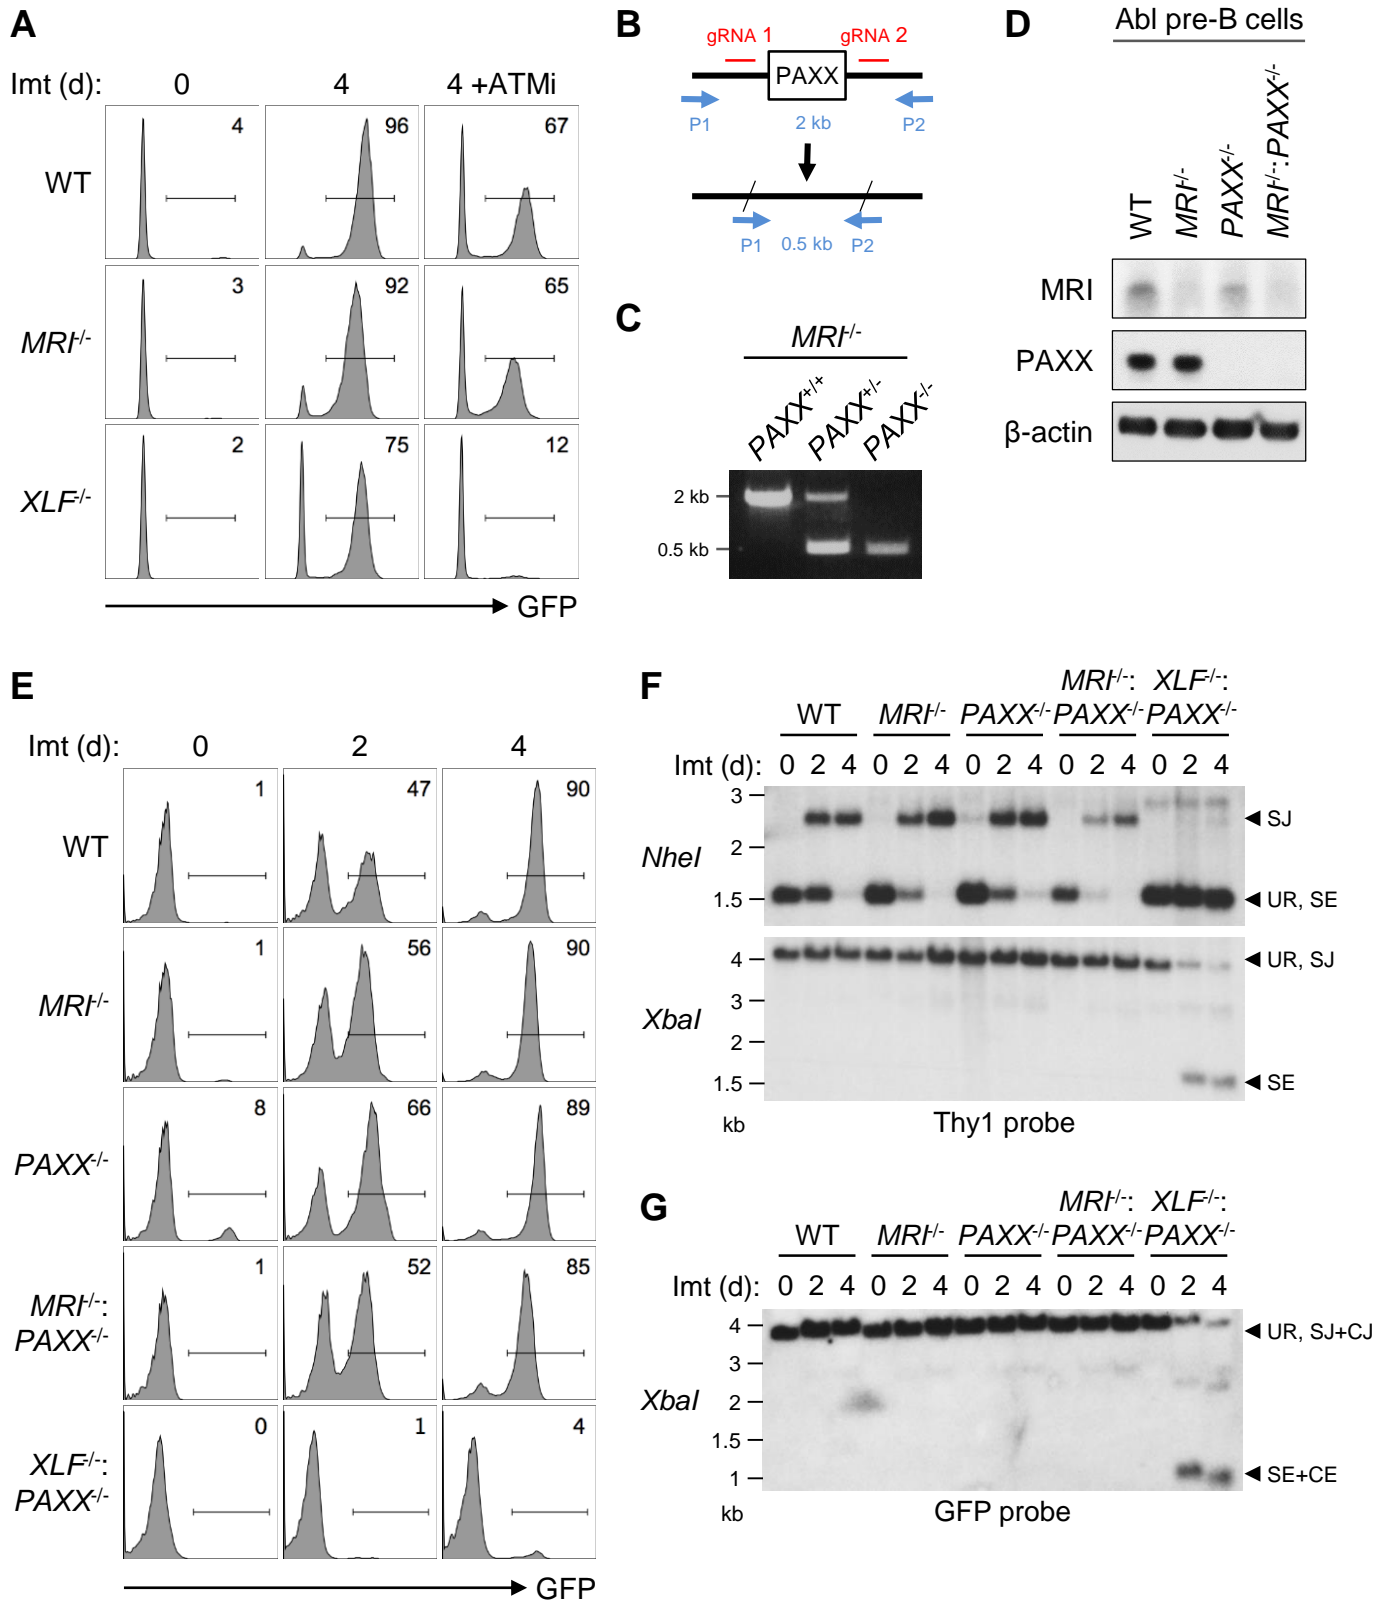 A
Imt (d): 0 4 4 +ATMi
WT 4 96 67
MRI-/- 3 92 65
XLF-/- 2 75 12
GFP
B
gRNA 1 gRNA 2
PAXX
P1 2 kb P2
P1 0.5 kb P2
C
MRI-/-
PAXX+/+ PAXX+/- PAXX-/-
2 kb
0.5 kb
D
Abl pre-B cells
WT MRI-/- PAXX-/- MRI-/-:PAXX-/-
MRI
PAXX
β-actin
E
Imt (d): 0 2 4
WT 1 47 90
MRI-/- 1 56 90
PAXX-/- 8 66 89
MRI-/-: 1 52 85
PAXX-/-
XLF-/-: 0 1 4
PAXX-/-
GFP
F
MRI-/-: XLF-/-:
WT MRI-/- PAXX-/- PAXX-/- PAXX-/-
Imt (d): 0 2 4 0 2 4 0 2 4 0 2 4 0 2 4
3
SJ
2
NheI
1.5 UR, SE
4 UR, SJ
3
XbaI
2
1.5 SE
kb Thy1 probe
G
MRI-/-: XLF-/-:
WT MRI-/- PAXX-/- PAXX-/- PAXX-/-
Imt (d): 0 2 4 0 2 4 0 2 4 0 2 4 0 2 4
4 UR, SJ+CJ
3
XbaI 2
1.5
1 SE+CE
kb GFP probe